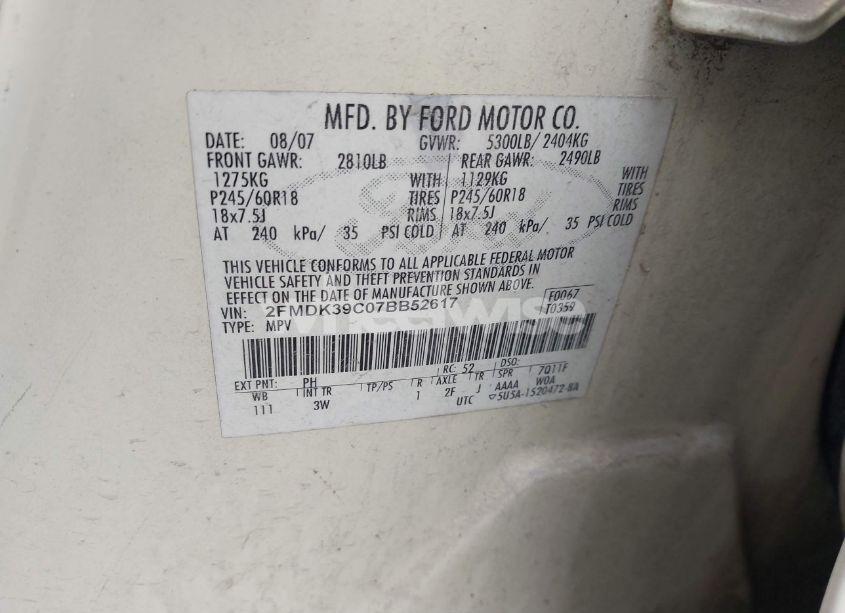 MFD. BY FORD MOTOR CO.
DATE: 08/07 GVWR: 5300LB/ 2404KG
FRONT GAWR: 2810LB REAR GAWR: 2490LB
1275KG WITH 1129KG WITH
P245/60R18 TIRES P245/60R18 TIRES
18x7.5J RIMS 18x7.5J RIMS
AT 240 kPa/ 35 PSI COLD AT 240 kPa/ 35 PSI COLD
THIS VEHICLE CONFORMS TO ALL APPLICABLE FEDERAL MOTOR
VEHICLE SAFETY AND THEFT PREVENTION STANDARDS IN
EFFECT ON THE DATE OF MANUFACTURE SHOWN ABOVE.
VIN: 2FMDK39C07BB52617 F0067
TYPE: MPV T0359
wheelwise
EXT PNT: PH RC: 52 DSO:
WB INT TR TP/PS R AXLE TR SPR 7011F
111 3W 1 2F J AAAA W0A
UTC 5U5A-1520472-BA